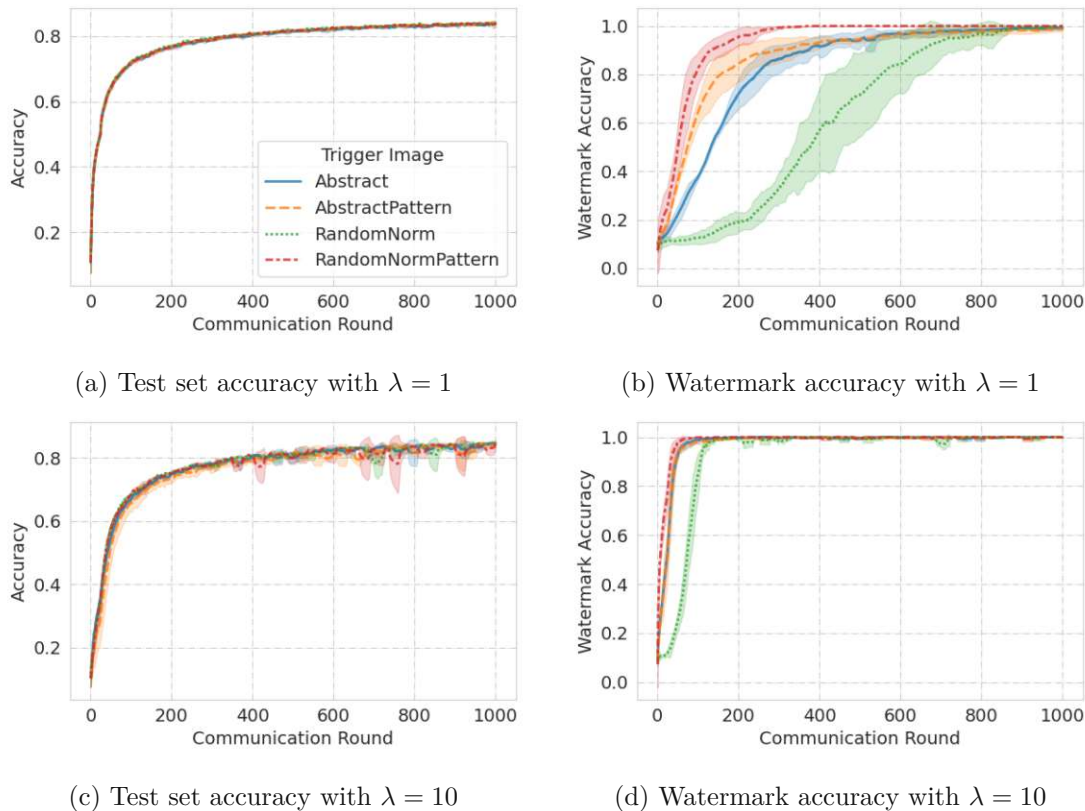 0.8
0.6
0.4
0.2
Accuracy
Trigger Image
Abstract
AbstractPattern
RandomNorm
RandomNormPattern
0 200 400 600 800 1000
Communication Round
(a) Test set accuracy with λ = 1
1.0
0.8
0.6
0.4
0.2
0.0
Watermark Accuracy
0 200 400 600 800 1000
Communication Round
(b) Watermark accuracy with λ = 1
0.8
0.6
0.4
0.2
Accuracy
0 200 400 600 800 1000
Communication Round
(c) Test set accuracy with λ = 10
1.0
0.8
0.6
0.4
0.2
0.0
Watermark Accuracy
0 200 400 600 800 1000
Communication Round
(d) Watermark accuracy with λ = 10